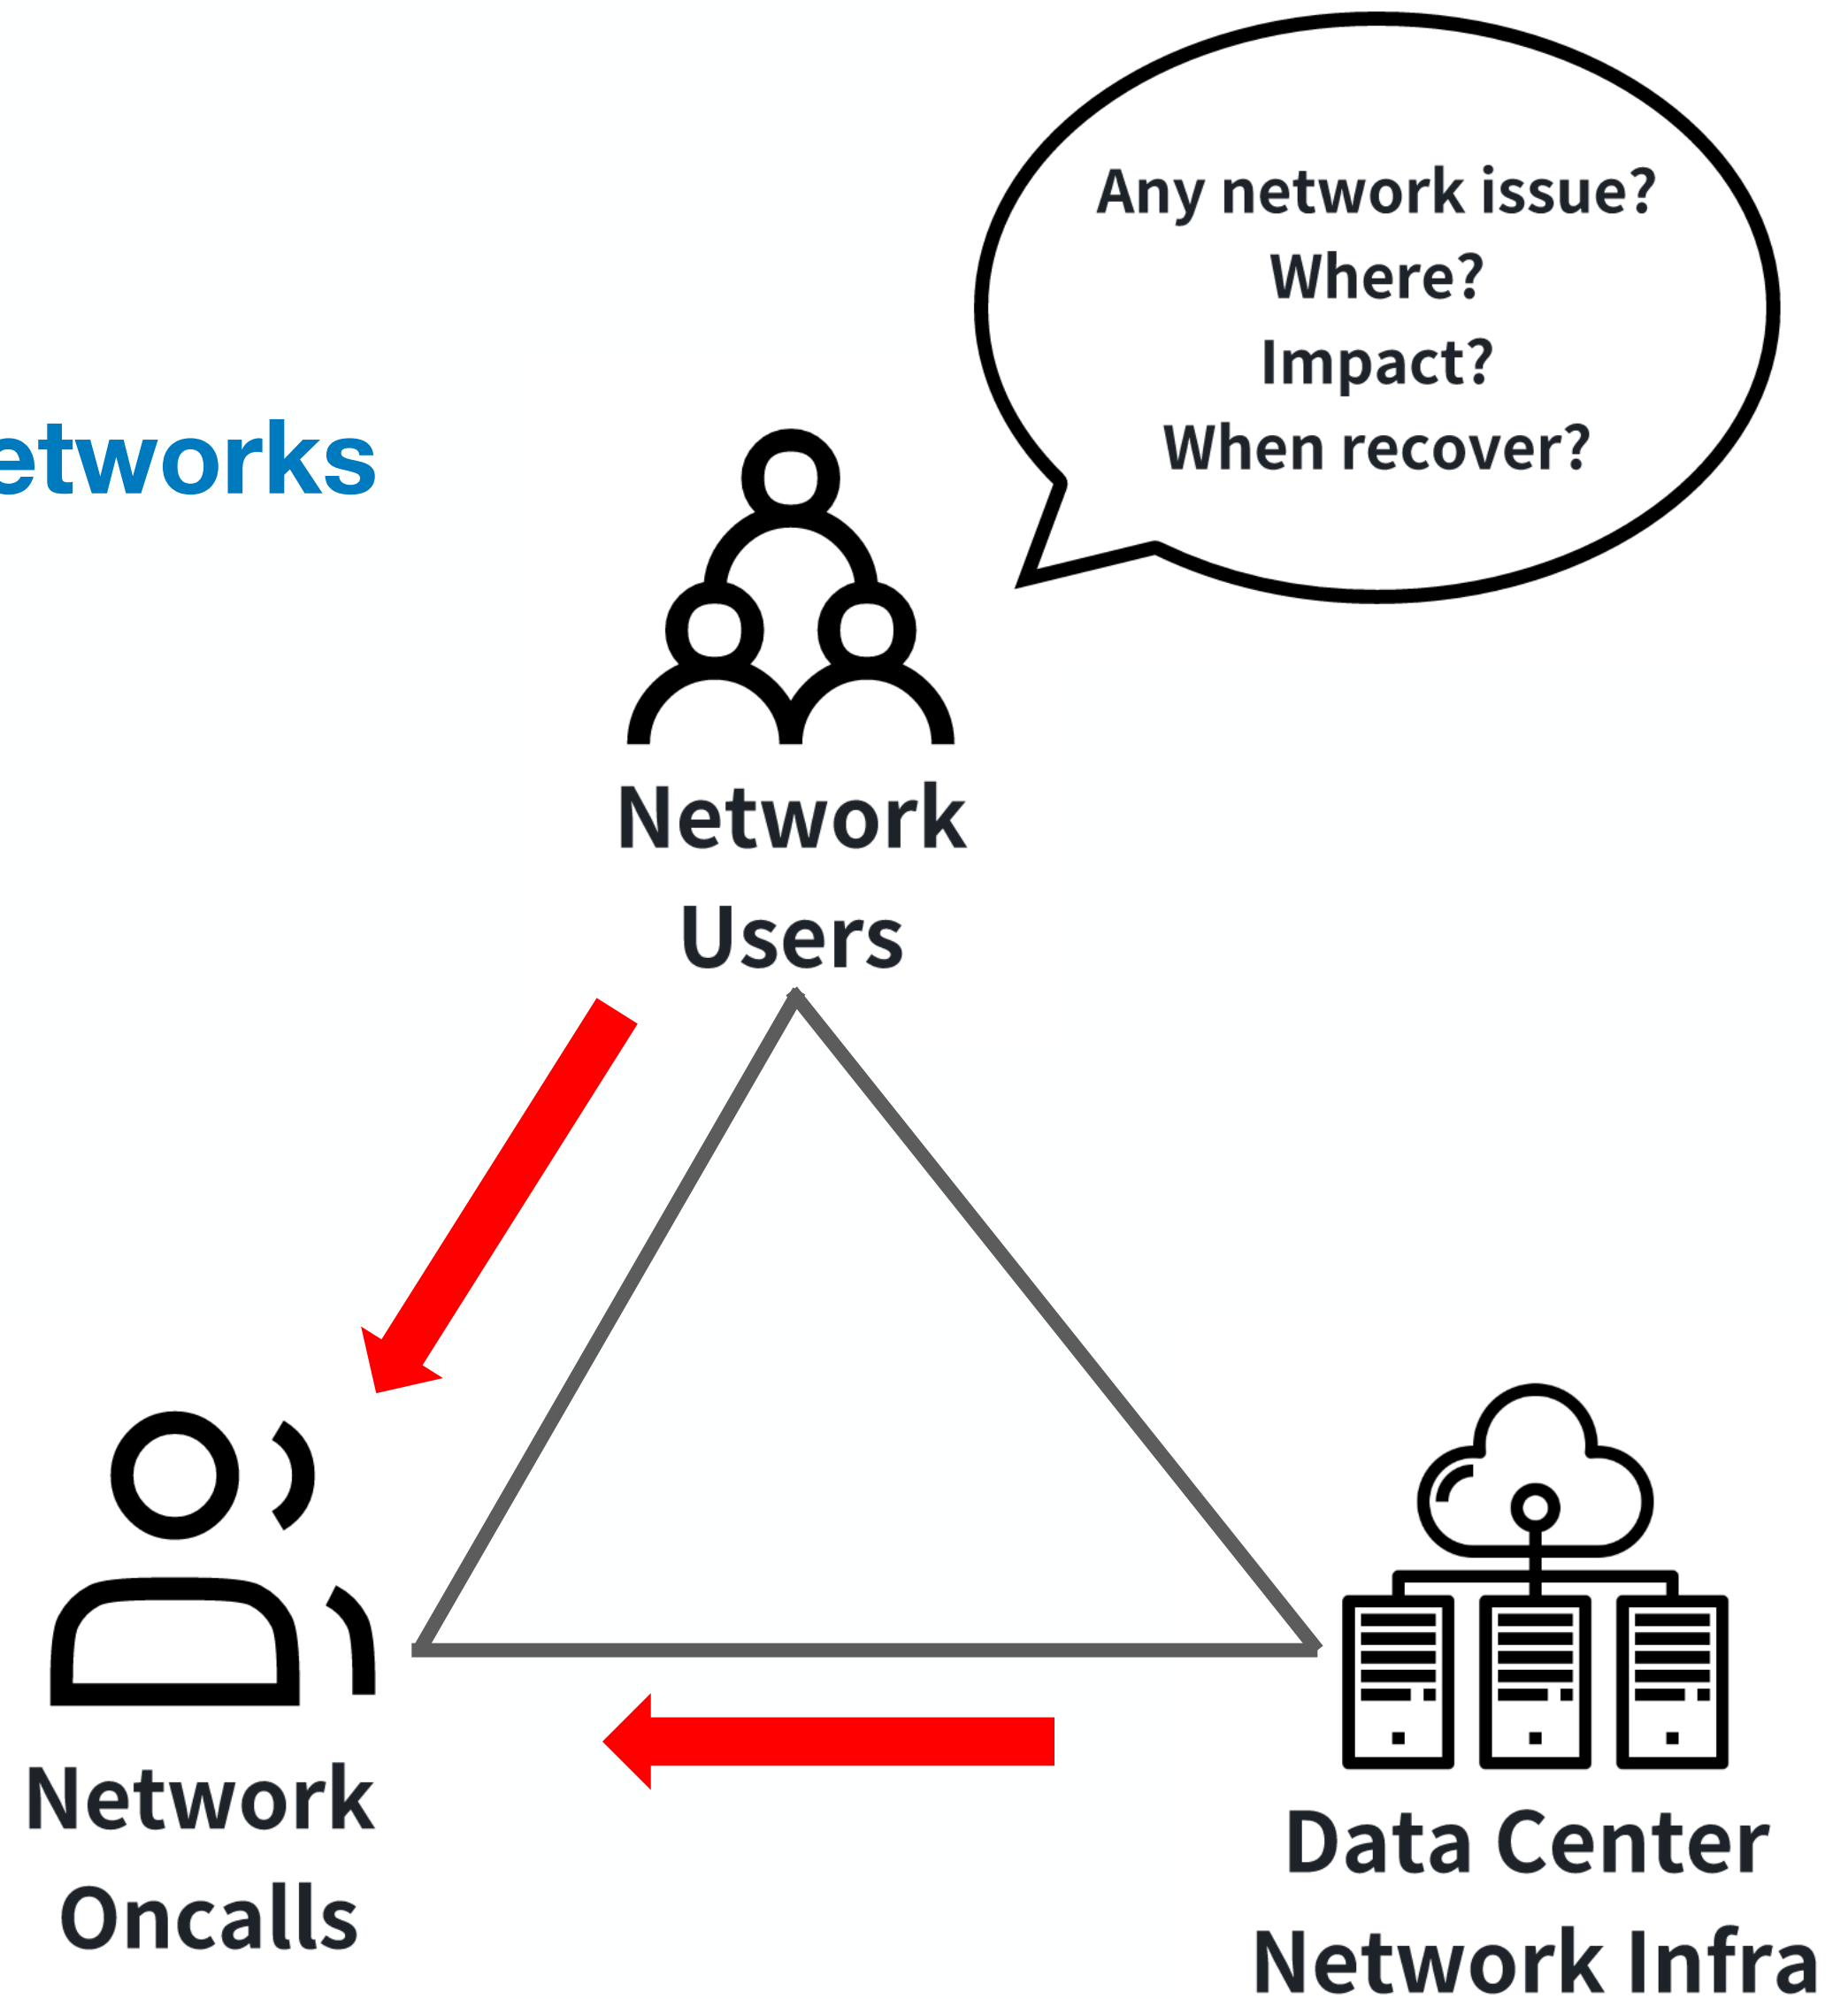 Any network issue?
Where?
Impact?
When recover?
etworks
Network
Users
Network
Oncalls
Data Center
Network Infra